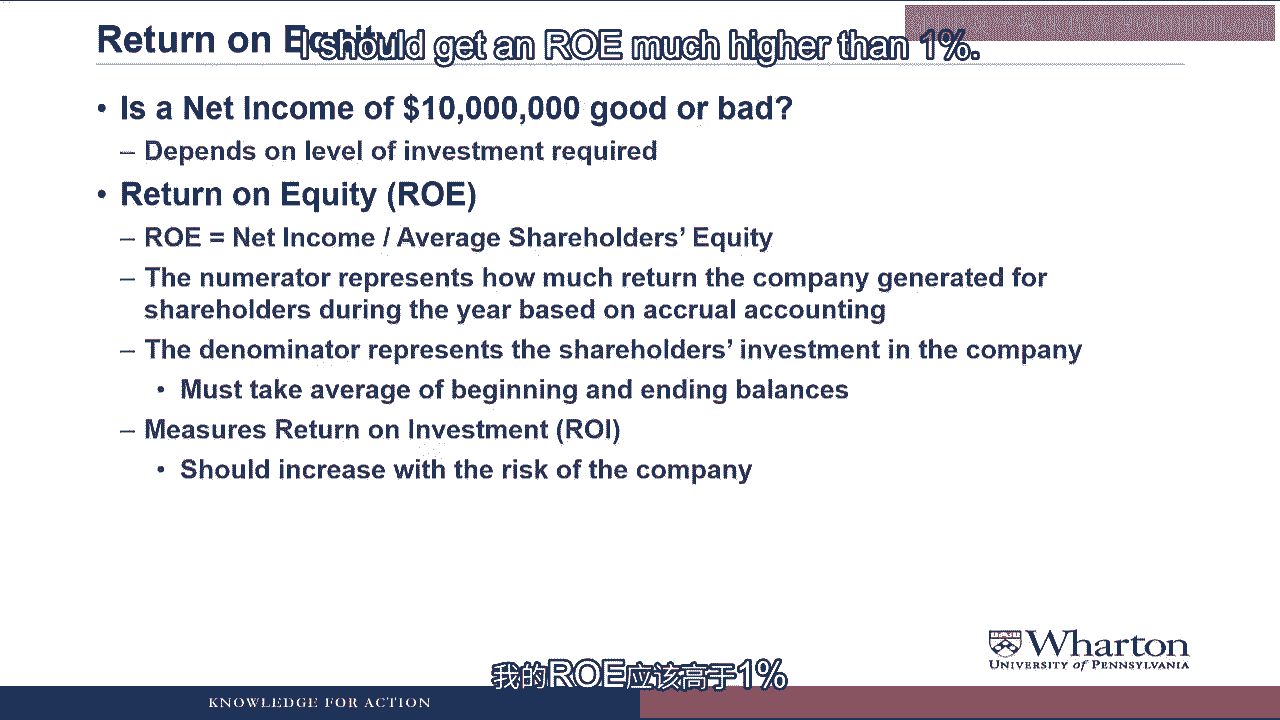 Return on Equity
I should get an ROE much higher than 1%.
• Is a Net Income of $10,000,000 good or bad?
– Depends on level of investment required
• Return on Equity (ROE)
– ROE = Net Income / Average Shareholders’ Equity
– The numerator represents how much return the company generated for
shareholders during the year based on accrual accounting
– The denominator represents the shareholders’ investment in the company
• Must take average of beginning and ending balances
– Measures Return on Investment (ROI)
• Should increase with the risk of the company
Wharton
UNIVERSITY of PENNSYLVANIA
我的ROE应该高于1%
KNOWLEDGE FOR ACTION